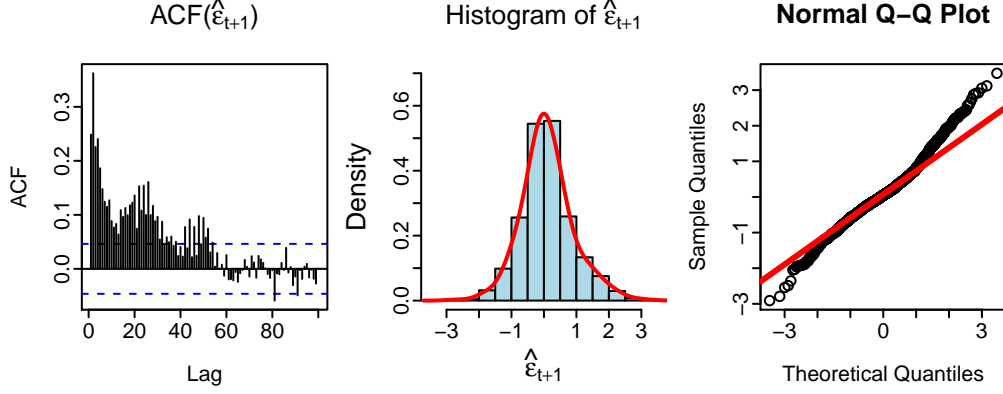 ACF(ε̂ₜ₊₁)
0.0 0.1 0.2 0.3
ACF
0 20 40 60 80
Lag
Histogram of ε̂ₜ₊₁
0.0 0.2 0.4 0.6
Density
−3 −1 0 1 2 3
ε̂ₜ₊₁
Normal Q−Q Plot
−3 −1 1 2 3
Sample Quantiles
−3 0 3
Theoretical Quantiles